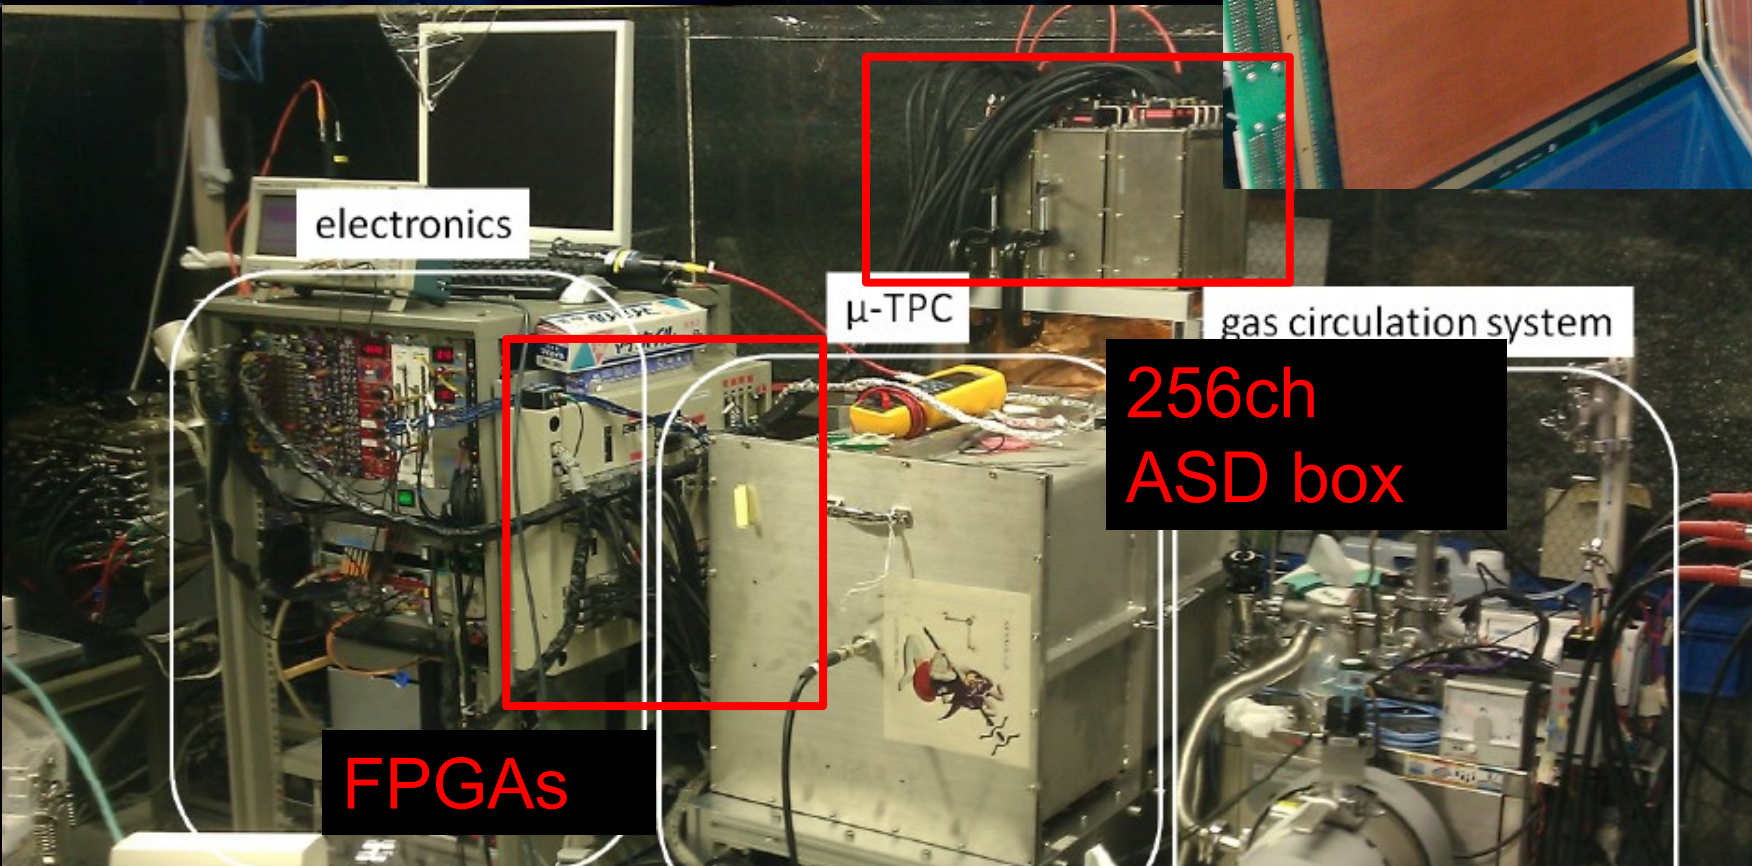 electronics
μ-TPC
gas circulation system
256ch
ASD box
FPGAs